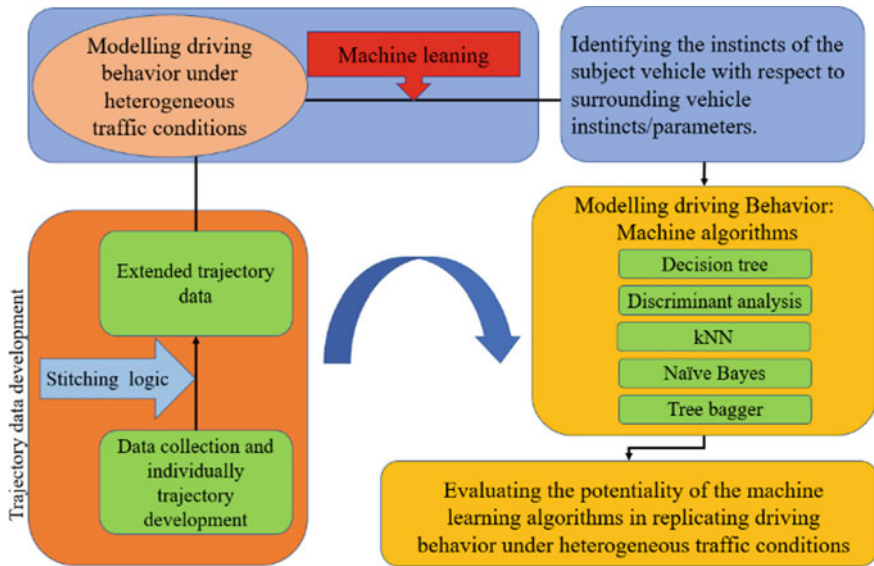 Modelling driving
behavior under
heterogeneous
traffic conditions
Machine leaning
Identifying the instincts of the
subject vehicle with respect to
surrounding vehicle
instincts/parameters.
Trajectory data development
Extended trajectory
data
Stitching logic
Data collection and
individually
trajectory
development
Modelling driving Behavior:
Machine algorithms
Decision tree
Discriminant analysis
kNN
Naïve Bayes
Tree bagger
Evaluating the potentiality of the machine
learning algorithms in replicating driving
behavior under heterogeneous traffic conditions